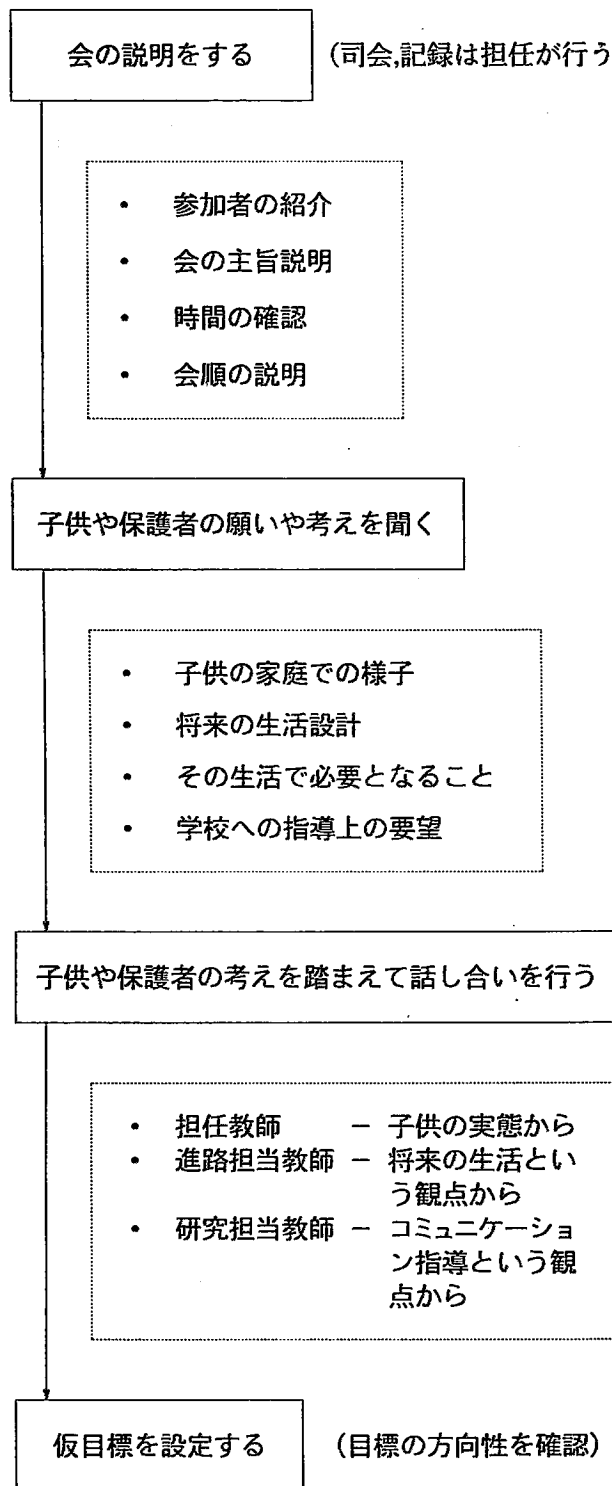 会の説明をする (司会,記録は担任が行う
・ 参加者の紹介
・ 会の主旨説明
・ 時間の確認
・ 会順の説明
子供や保護者の願いや考えを聞く
・ 子供の家庭での様子
・ 将来の生活設計
・ その生活で必要となること
・ 学校への指導上の要望
子供や保護者の考えを踏まえて話し合いを行う
・ 担任教師 － 子供の実態から
・ 進路担当教師 － 将来の生活とい
う観点から
・ 研究担当教師 － コミュニケーショ
ン指導という観
点から
仮目標を設定する (目標の方向性を確認)